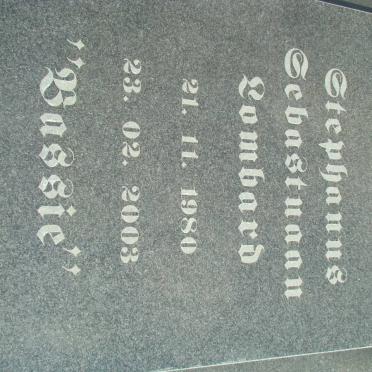 Stephanus
Sebastiaan
Lombard
21. 11. 1980
23. 02. 2003
"Bassie"